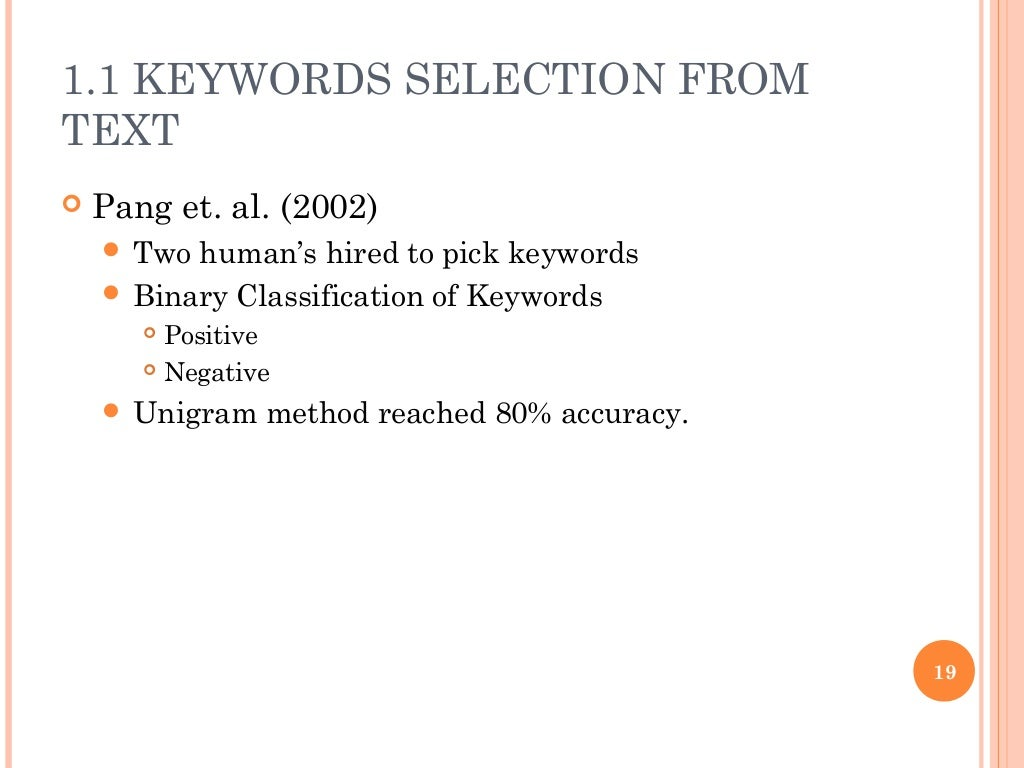 1.1 KEYWORDS SELECTION FROM
TEXT
Pang et. al. (2002)
Two human’s hired to pick keywords
Binary Classification of Keywords
Positive
Negative
Unigram method reached 80% accuracy.
19